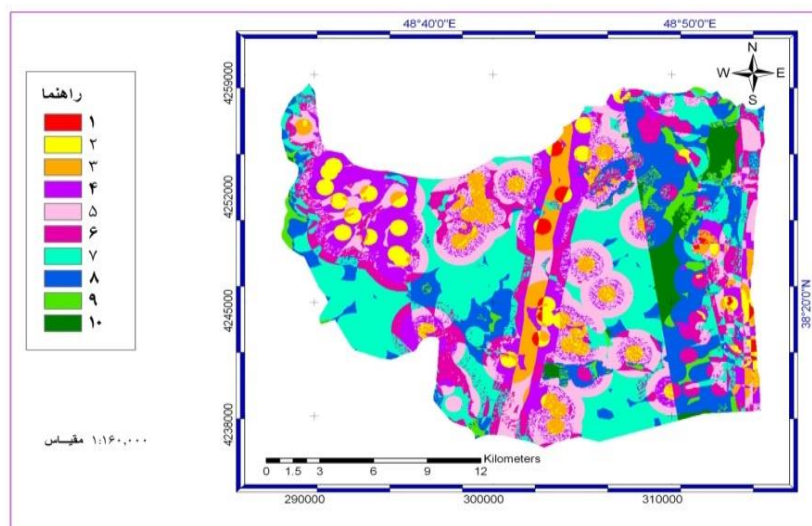 48°40'0"E
48°50'0"E
راهنما
۱
۲
۳
۴
۵
۶
۷
۸
۹
۱۰
مقیاس ۱:۱۶۰,۰۰۰
4259000
4252000
4245000
4238000
N
W E
S
38°20'0"N
Kilometers
0 1.5 3 6 9 12
290000
300000
310000